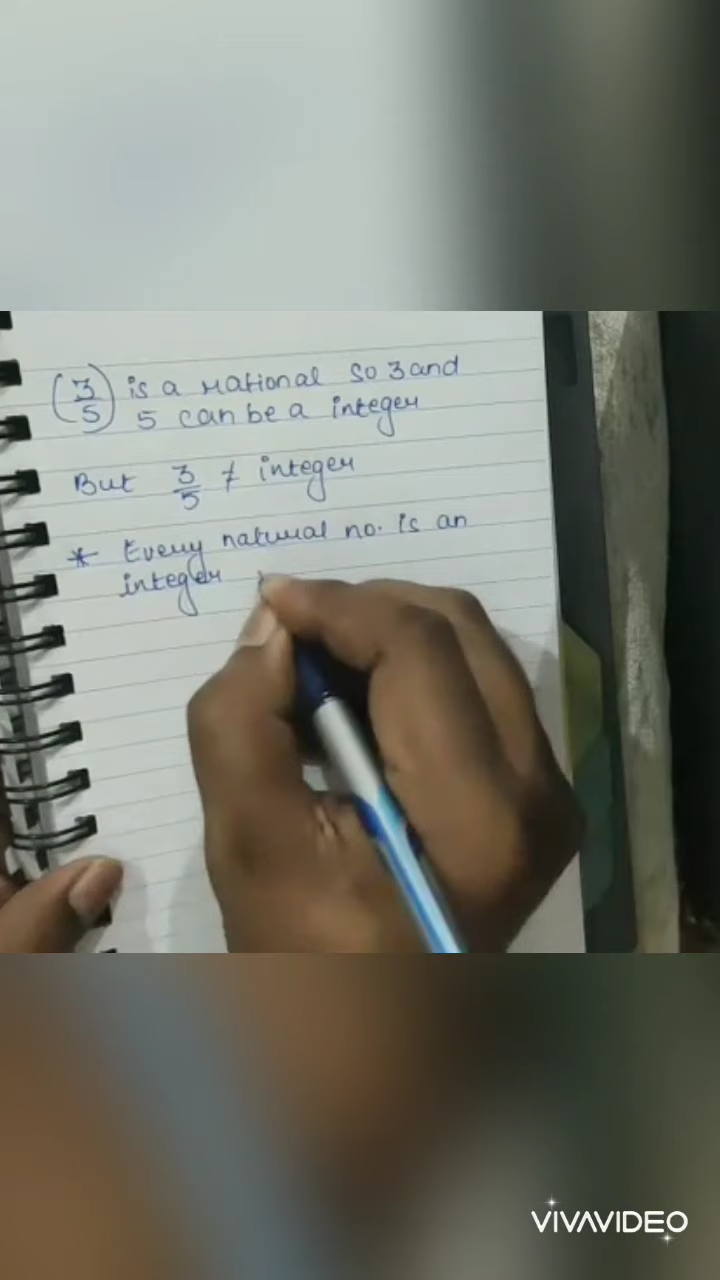 (3/5) is a rational so 3 and
5 can be a integer
But 3/5 ≠ integer
* Every natural no. is an
integer
VIVAVIDEO